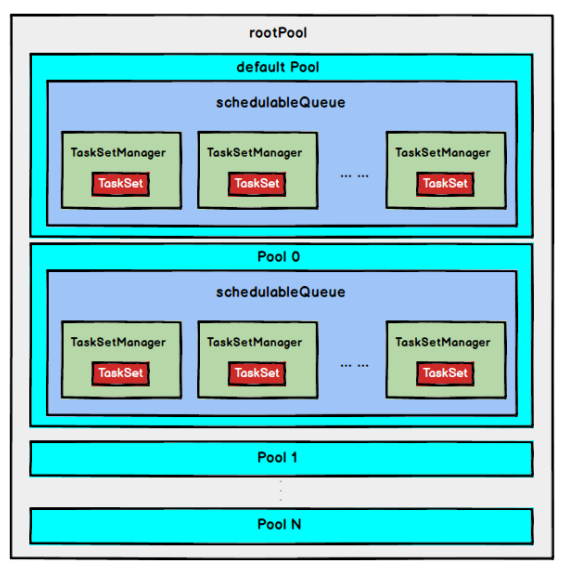 rootPool
default Pool
schedulableQueue
TaskSetManager TaskSetManager TaskSetManager
TaskSet TaskSet ... ... TaskSet
Pool 0
schedulableQueue
TaskSetManager TaskSetManager TaskSetManager
TaskSet TaskSet ... ... TaskSet
Pool 1
Pool N